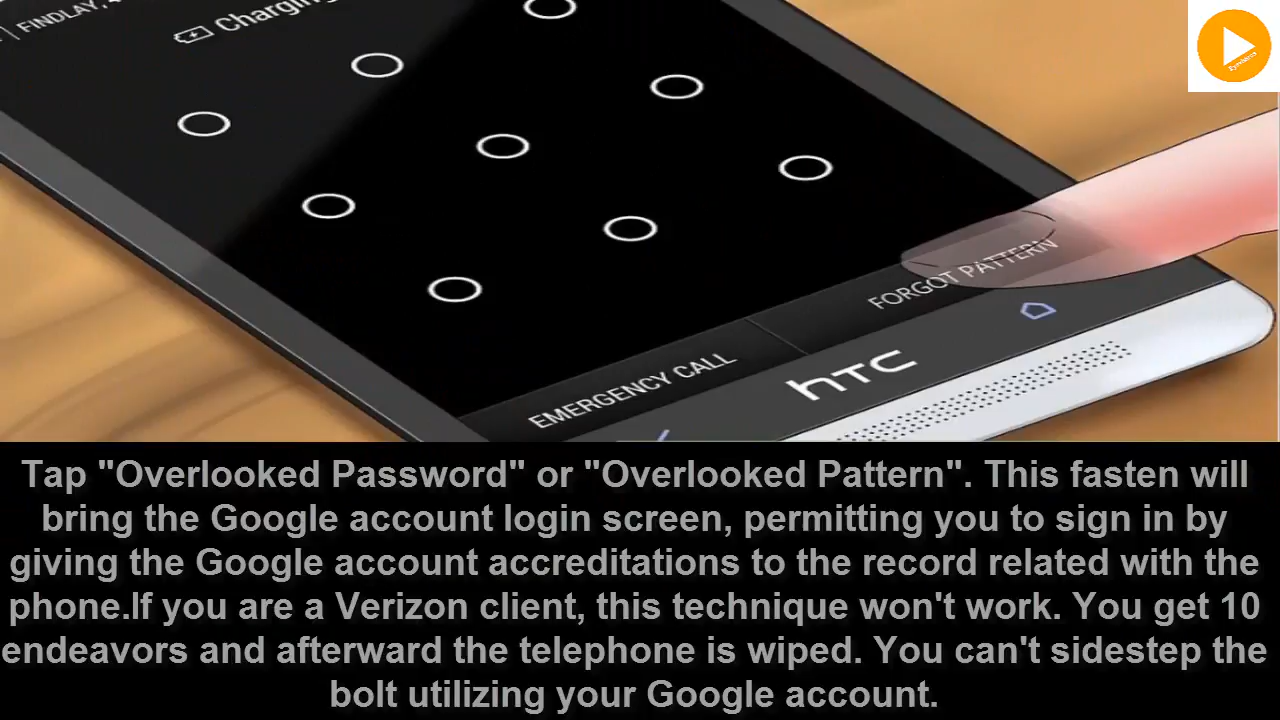 FINDLAY,
Charging
FORGOT PATTERN
EMERGENCY CALL
hTC
Tap "Overlooked Password" or "Overlooked Pattern". This fasten will
bring the Google account login screen, permitting you to sign in by
giving the Google account accreditations to the record related with the
phone.If you are a Verizon client, this technique won't work. You get 10
endeavors and afterward the telephone is wiped. You can't sidestep the
bolt utilizing your Google account.